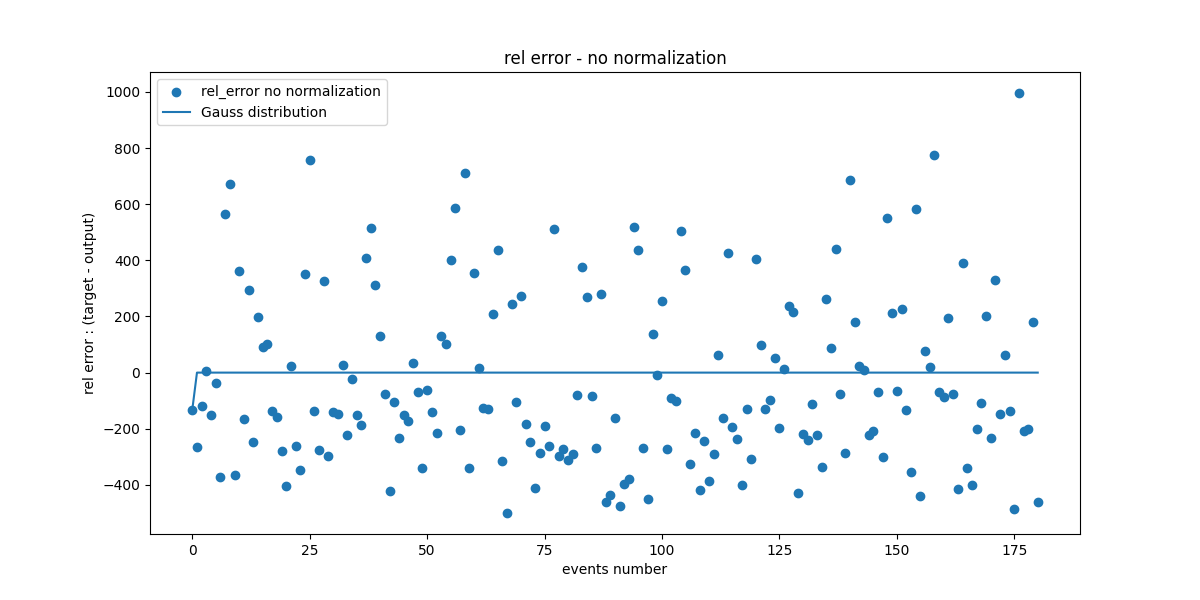 rel error - no normalization
rel_error no normalization
Gauss distribution
1000
800
600
400
200
0
−200
−400
rel error : (target - output)
0 25 50 75 100 125 150 175
events number